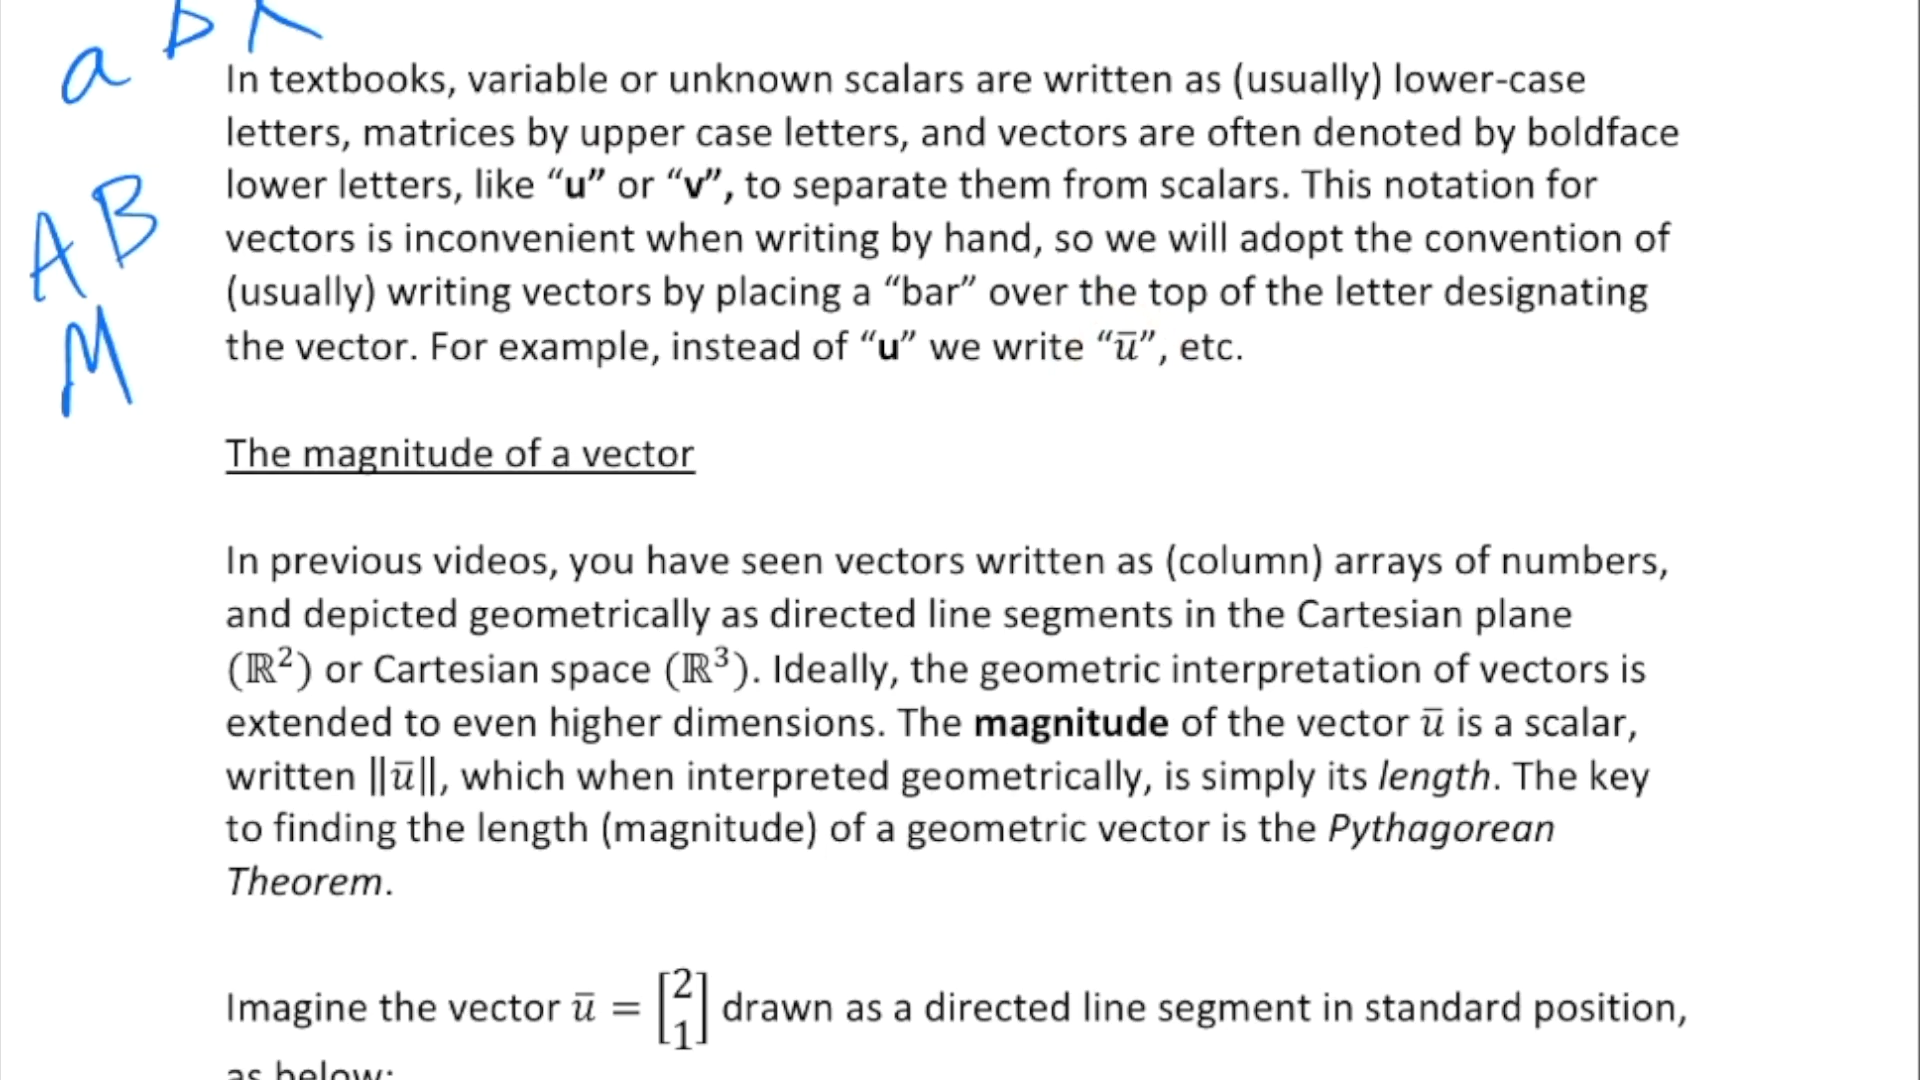 a b
In textbooks, variable or unknown scalars are written as (usually) lower-case
letters, matrices by upper case letters, and vectors are often denoted by boldface
lower letters, like “u” or “v”, to separate them from scalars. This notation for
A B
vectors is inconvenient when writing by hand, so we will adopt the convention of
(usually) writing vectors by placing a “bar” over the top of the letter designating
the vector. For example, instead of “u” we write “ū”, etc.
M
The magnitude of a vector
In previous videos, you have seen vectors written as (column) arrays of numbers,
and depicted geometrically as directed line segments in the Cartesian plane
(ℝ²) or Cartesian space (ℝ³). Ideally, the geometric interpretation of vectors is
extended to even higher dimensions. The magnitude of the vector ū is a scalar,
written ||ū||, which when interpreted geometrically, is simply its length. The key
to finding the length (magnitude) of a geometric vector is the Pythagorean
Theorem.
Imagine the vector ū = [2 1] drawn as a directed line segment in standard position,
as below: